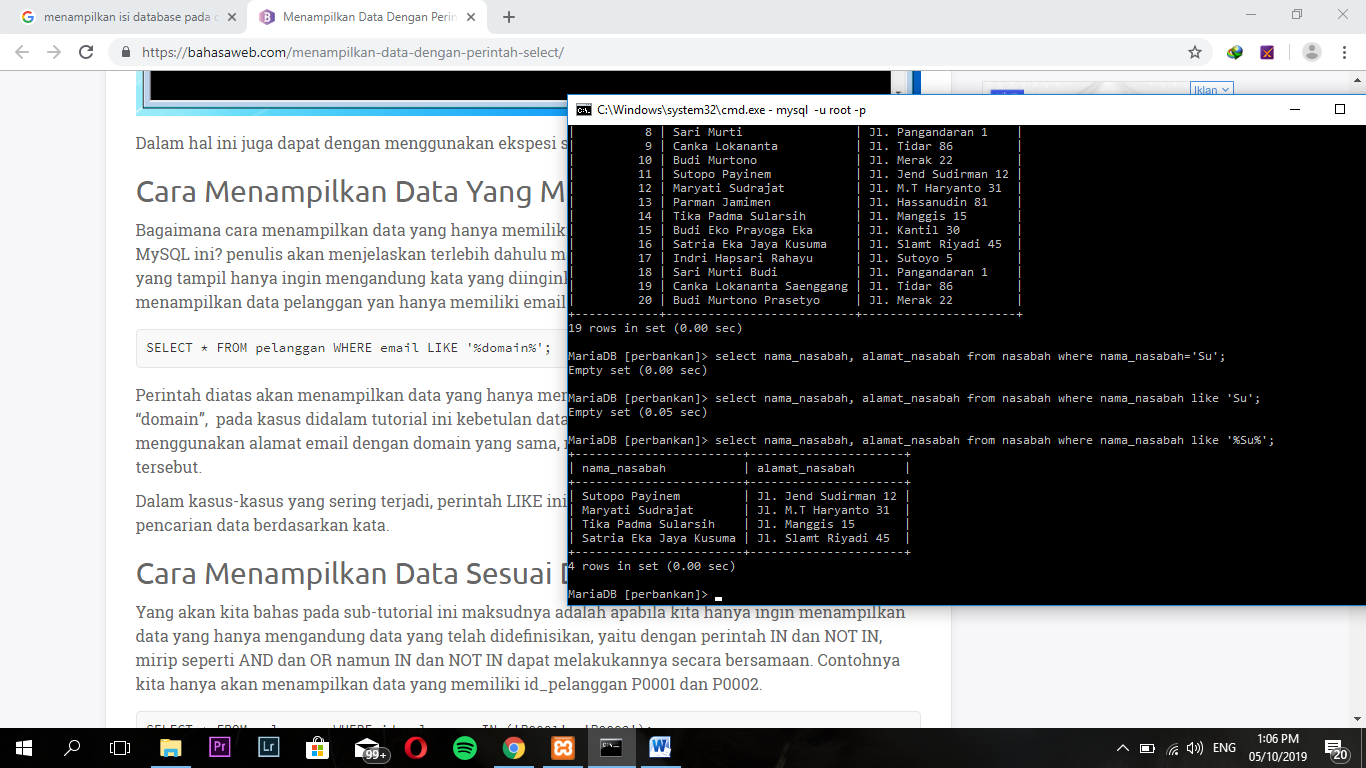 menampilkan isi database pada c
Menampilkan Data Dengan Perin
https://bahasaweb.com/menampilkan-data-dengan-perintah-select/
Iklan
Dalam hal ini juga dapat dengan menggunakan ekspesi s
Cara Menampilkan Data Yang M
Bagaimana cara menampilkan data yang hanya memiliki
MySQL ini? penulis akan menjelaskan terlebih dahulu m
yang tampil hanya ingin mengandung kata yang diingin
menampilkan data pelanggan yan hanya memiliki email
SELECT * FROM pelanggan WHERE email LIKE '%domain%';
Perintah diatas akan menampilkan data yang hanya men
“domain”, pada kasus didalam tutorial ini kebetulan data
menggunakan alamat email dengan domain yang sama,
tersebut.
Dalam kasus-kasus yang sering terjadi, perintah LIKE ini
pencarian data berdasarkan kata.
Cara Menampilkan Data Sesuai D
Yang akan kita bahas pada sub-tutorial ini maksudnya adalah apabila kita hanya ingin menampilkan
data yang hanya mengandung data yang telah didefinisikan, yaitu dengan perintah IN dan NOT IN,
mirip seperti AND dan OR namun IN dan NOT IN dapat melakukannya secara bersamaan. Contohnya
kita hanya akan menampilkan data yang memiliki id_pelanggan P0001 dan P0002.
C:\Windows\system32\cmd.exe - mysql -u root -p
| 8 | Sari Murti | Jl. Pangandaran 1 |
| 9 | Canka Lokananta | Jl. Tidar 86 |
| 10 | Budi Murtono | Jl. Merak 22 |
| 11 | Sutopo Payinem | Jl. Jend Sudirman 12 |
| 12 | Maryati Sudrajat | Jl. M.T Haryanto 31 |
| 13 | Parman Jamimen | Jl. Hassanudin 81 |
| 14 | Tika Padma Sularsih | Jl. Manggis 15 |
| 15 | Budi Eko Prayoga Eka | Jl. Kantil 30 |
| 16 | Satria Eka Jaya Kusuma | Jl. Slamt Riyadi 45 |
| 17 | Indri Hapsari Rahayu | Jl. Sutoyo 5 |
| 18 | Sari Murti Budi | Jl. Pangandaran 1 |
| 19 | Canka Lokananta Saenggang | Jl. Tidar 86 |
| 20 | Budi Murtono Prasetyo | Jl. Merak 22 |
19 rows in set (0.00 sec)
MariaDB [perbankan]> select nama_nasabah, alamat_nasabah from nasabah where nama_nasabah='Su';
Empty set (0.00 sec)
MariaDB [perbankan]> select nama_nasabah, alamat_nasabah from nasabah where nama_nasabah like 'Su';
Empty set (0.05 sec)
MariaDB [perbankan]> select nama_nasabah, alamat_nasabah from nasabah where nama_nasabah like '%Su%';
| nama_nasabah | alamat_nasabah |
| Sutopo Payinem | Jl. Jend Sudirman 12 |
| Maryati Sudrajat | Jl. M.T Haryanto 31 |
| Tika Padma Sularsih | Jl. Manggis 15 |
| Satria Eka Jaya Kusuma | Jl. Slamt Riyadi 45 |
4 rows in set (0.00 sec)
MariaDB [perbankan]>
Pr
Lr
99+
ENG
1:06 PM
05/10/2019
20